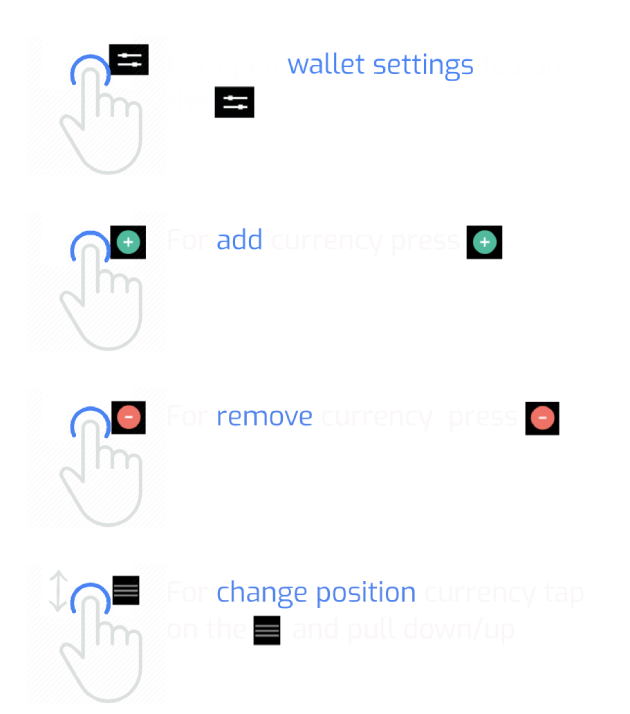 wallet settings
For add currency press
For remove currency press
For change position currency tap
on the and pull down/up